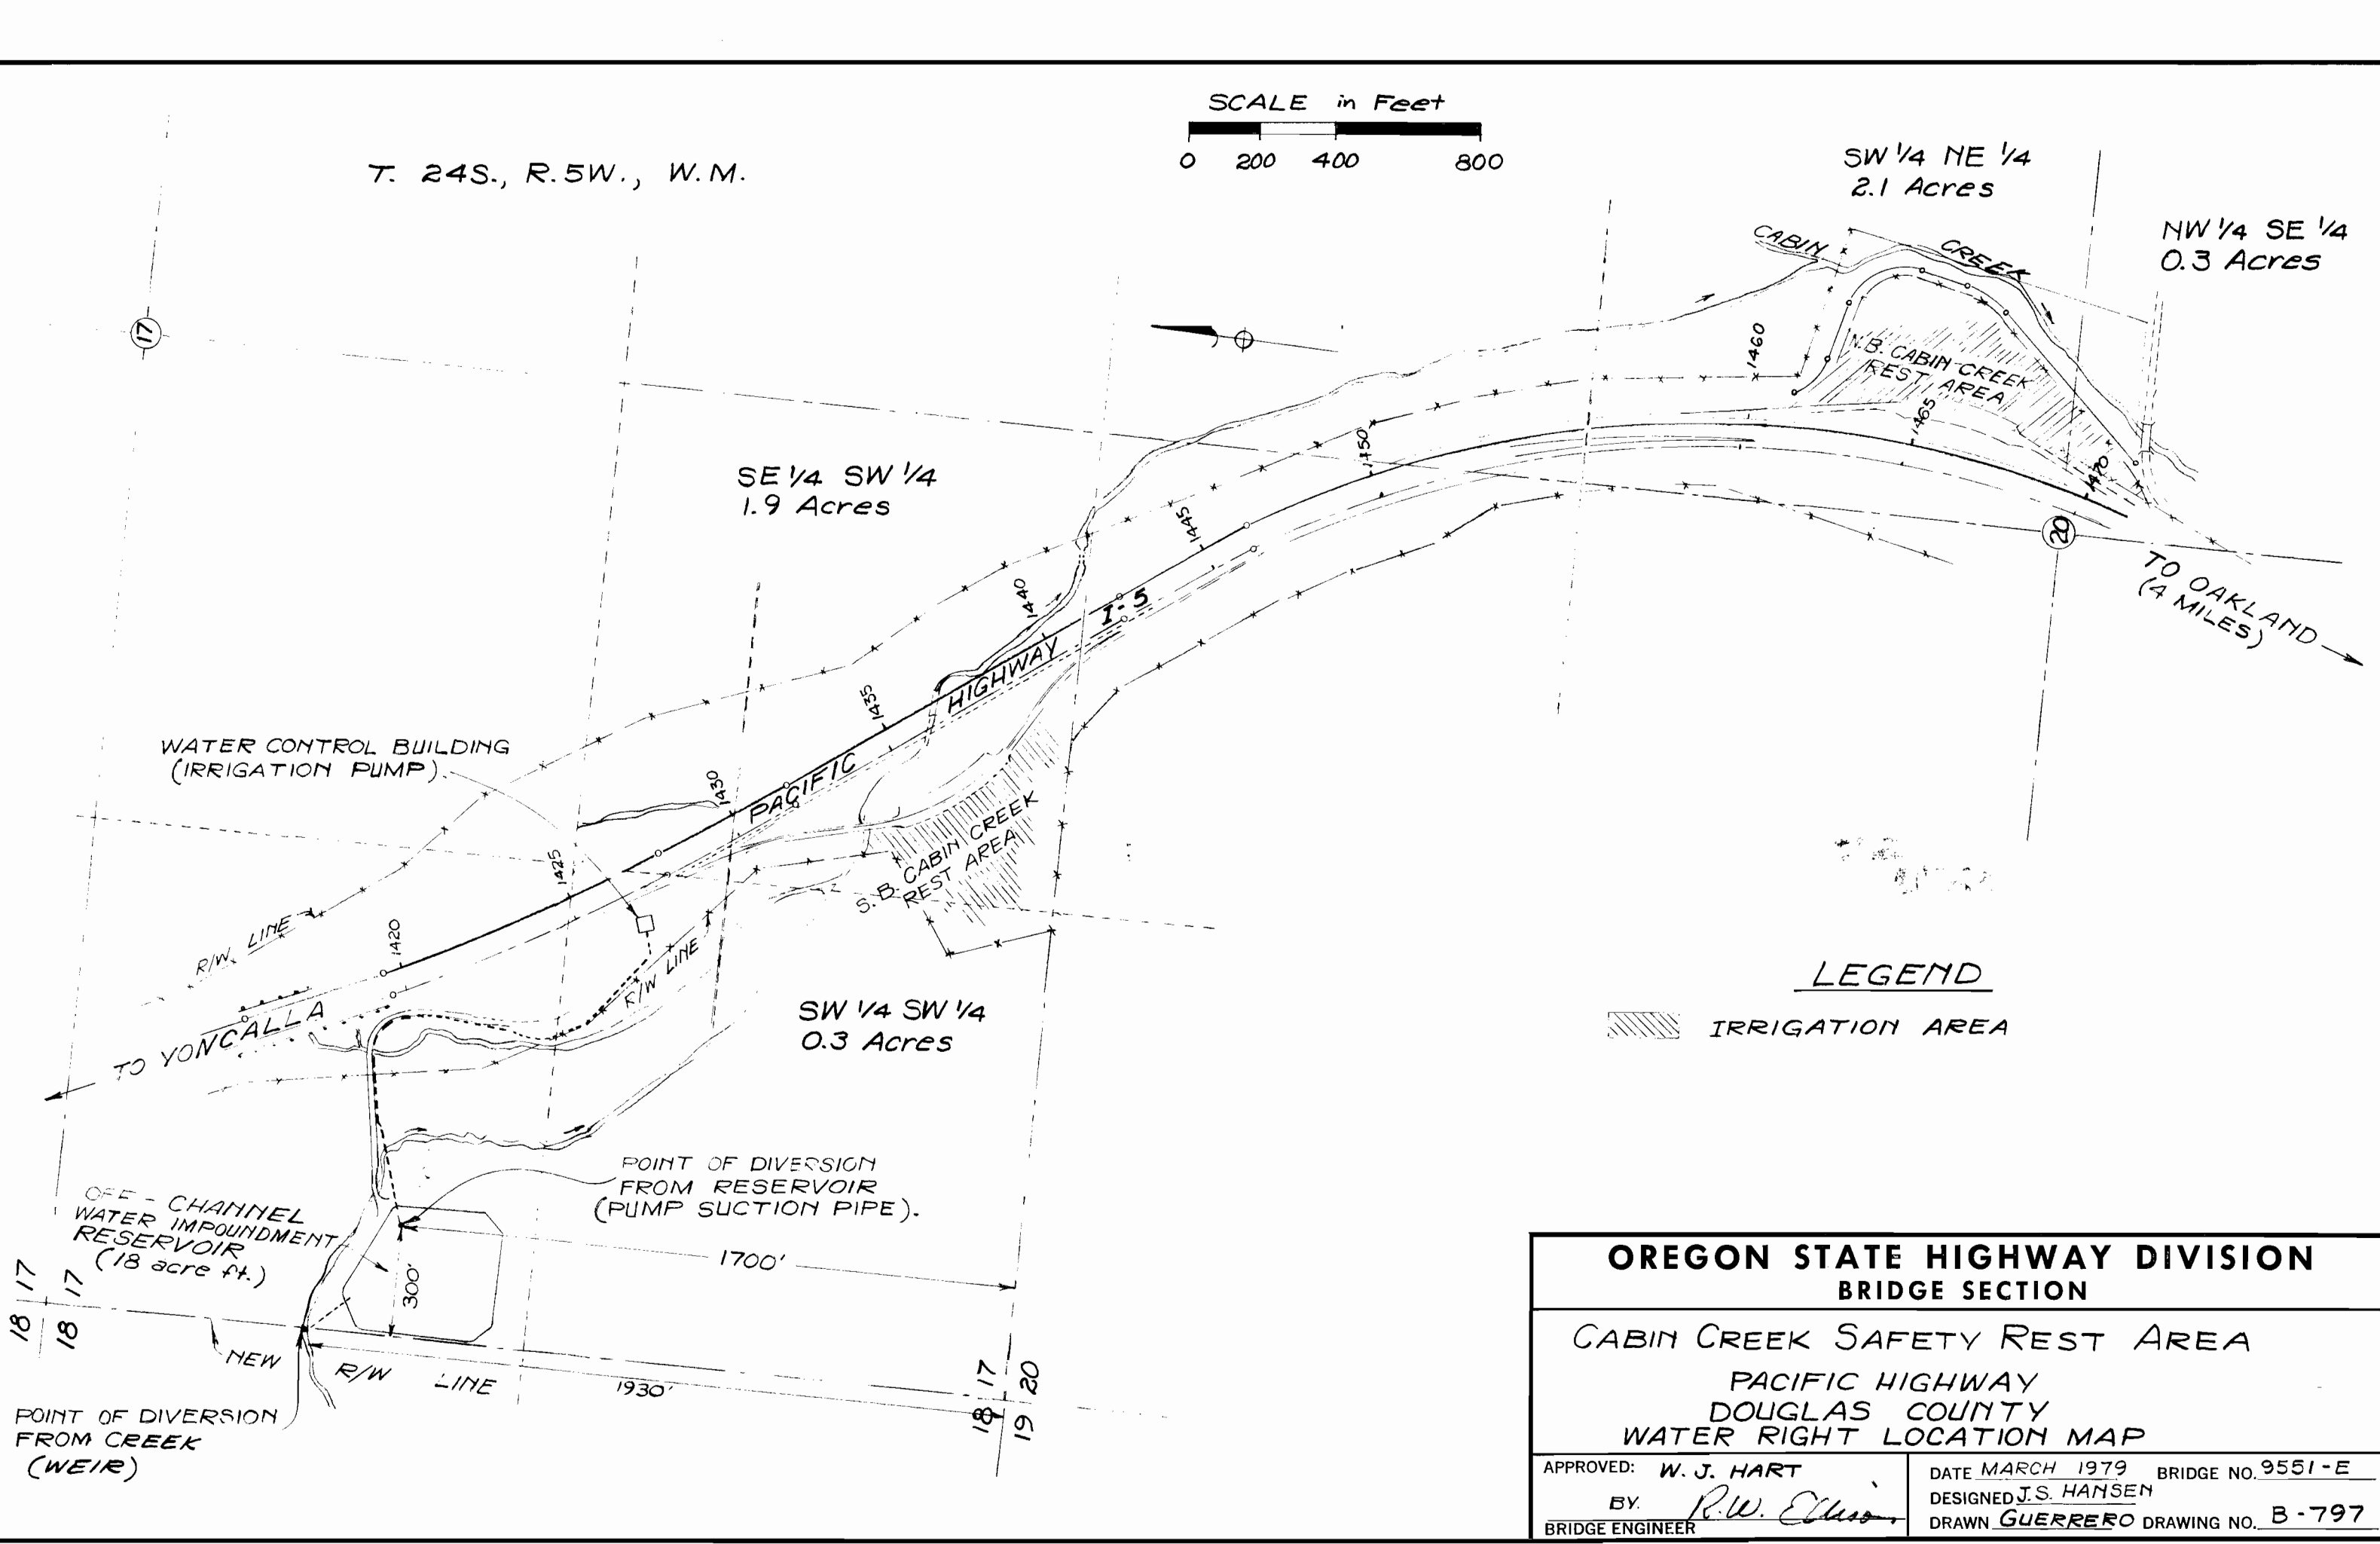 SCALE in Feet
0 200 400 800
T. 24S., R.5W., W.M.
SW 1/4 NE 1/4
2.1 Acres
NW 1/4 SE 1/4
0.3 Acres
CABIN CREEK
17
1460
N.B. CABIN CREEK
REST AREA
1465
1470
1450
1445
1440
SE 1/4 SW 1/4
1.9 Acres
20
TO OAKLAND
(4 MILES)
I-5
PACIFIC HIGHWAY
1435
1430
1425
1420
WATER CONTROL BUILDING
(IRRIGATION PUMP).
S.B. CABIN CREEK
REST AREA
R/W LINE
R/W LINE
TO YONCALLA
SW 1/4 SW 1/4
0.3 Acres
LEGEND
IRRIGATION AREA
POINT OF DIVERSION
FROM RESERVOIR
(PUMP SUCTION PIPE).
OFF-CHANNEL
WATER IMPOUNDMENT
RESERVOIR
(18 acre ft.)
1700'
300'
18 17
18 17
NEW R/W LINE
1930'
18 17
19 20
POINT OF DIVERSION
FROM CREEK
(WEIR)
OREGON STATE HIGHWAY DIVISION
BRIDGE SECTION
CABIN CREEK SAFETY REST AREA
PACIFIC HIGHWAY
DOUGLAS COUNTY
WATER RIGHT LOCATION MAP
APPROVED: W. J. HART
BY. R.W. Ellison
BRIDGE ENGINEER
DATE MARCH 1979 BRIDGE NO. 9551-E
DESIGNED J.S. HANSEN
DRAWN GUERRERO DRAWING NO. B-797